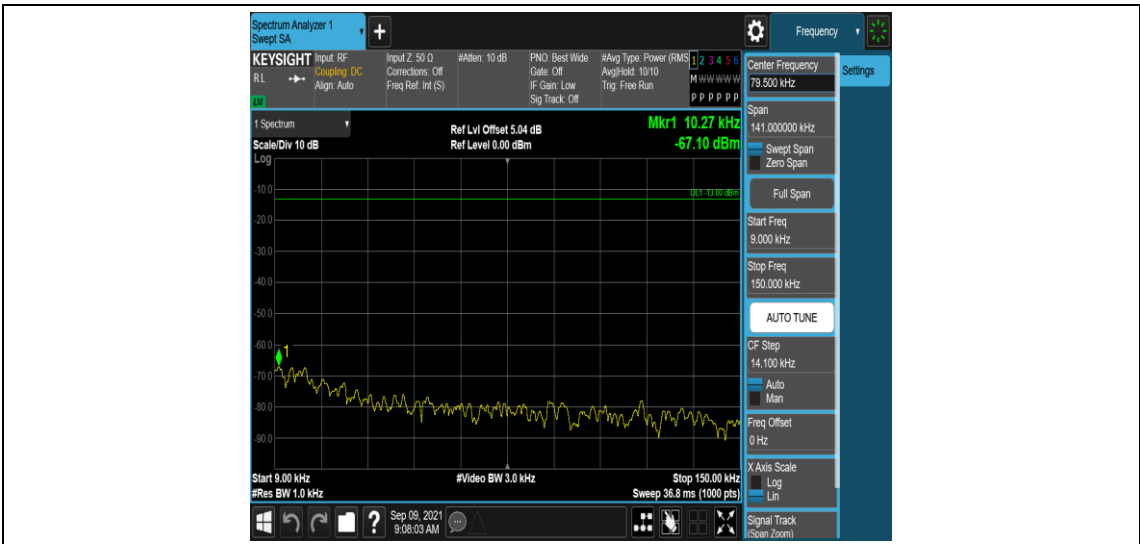 Spectrum Analyzer 1
Swept SA
+
Frequency
KEYSIGHT
RL
LXI
Input: RF
Coupling: DC
Align: Auto
Input Z: 50 Ω
Corrections: Off
Freq Ref: Int (S)
#Atten: 10 dB
PNO: Best Wide
Gate: Off
IF Gain: Low
Sig Track: Off
#Avg Type: Power (RMS
Avg|Hold: 10/10
Trig: Free Run
1 2 3 4 5 6
M W W W W W
P P P P P P
1 Spectrum
Scale/Div 10 dB
Log
Ref Lvl Offset 5.04 dB
Ref Level 0.00 dBm
Mkr1 10.27 kHz
-67.10 dBm
DL1 -13.00 dBm
-10.0
-20.0
-30.0
-40.0
-50.0
-60.0
1
-70.0
-80.0
-90.0
Start 9.00 kHz
#Res BW 1.0 kHz
#Video BW 3.0 kHz
Stop 150.00 kHz
Sweep 36.8 ms (1000 pts)
?
Sep 09, 2021
9:08:03 AM
Center Frequency
79.500 kHz
Settings
Span
141.000000 kHz
Swept Span
Zero Span
Full Span
Start Freq
9.000 kHz
Stop Freq
150.000 kHz
AUTO TUNE
CF Step
14.100 kHz
Auto
Man
Freq Offset
0 Hz
X Axis Scale
Log
Lin
Signal Track
(Span Zoom)